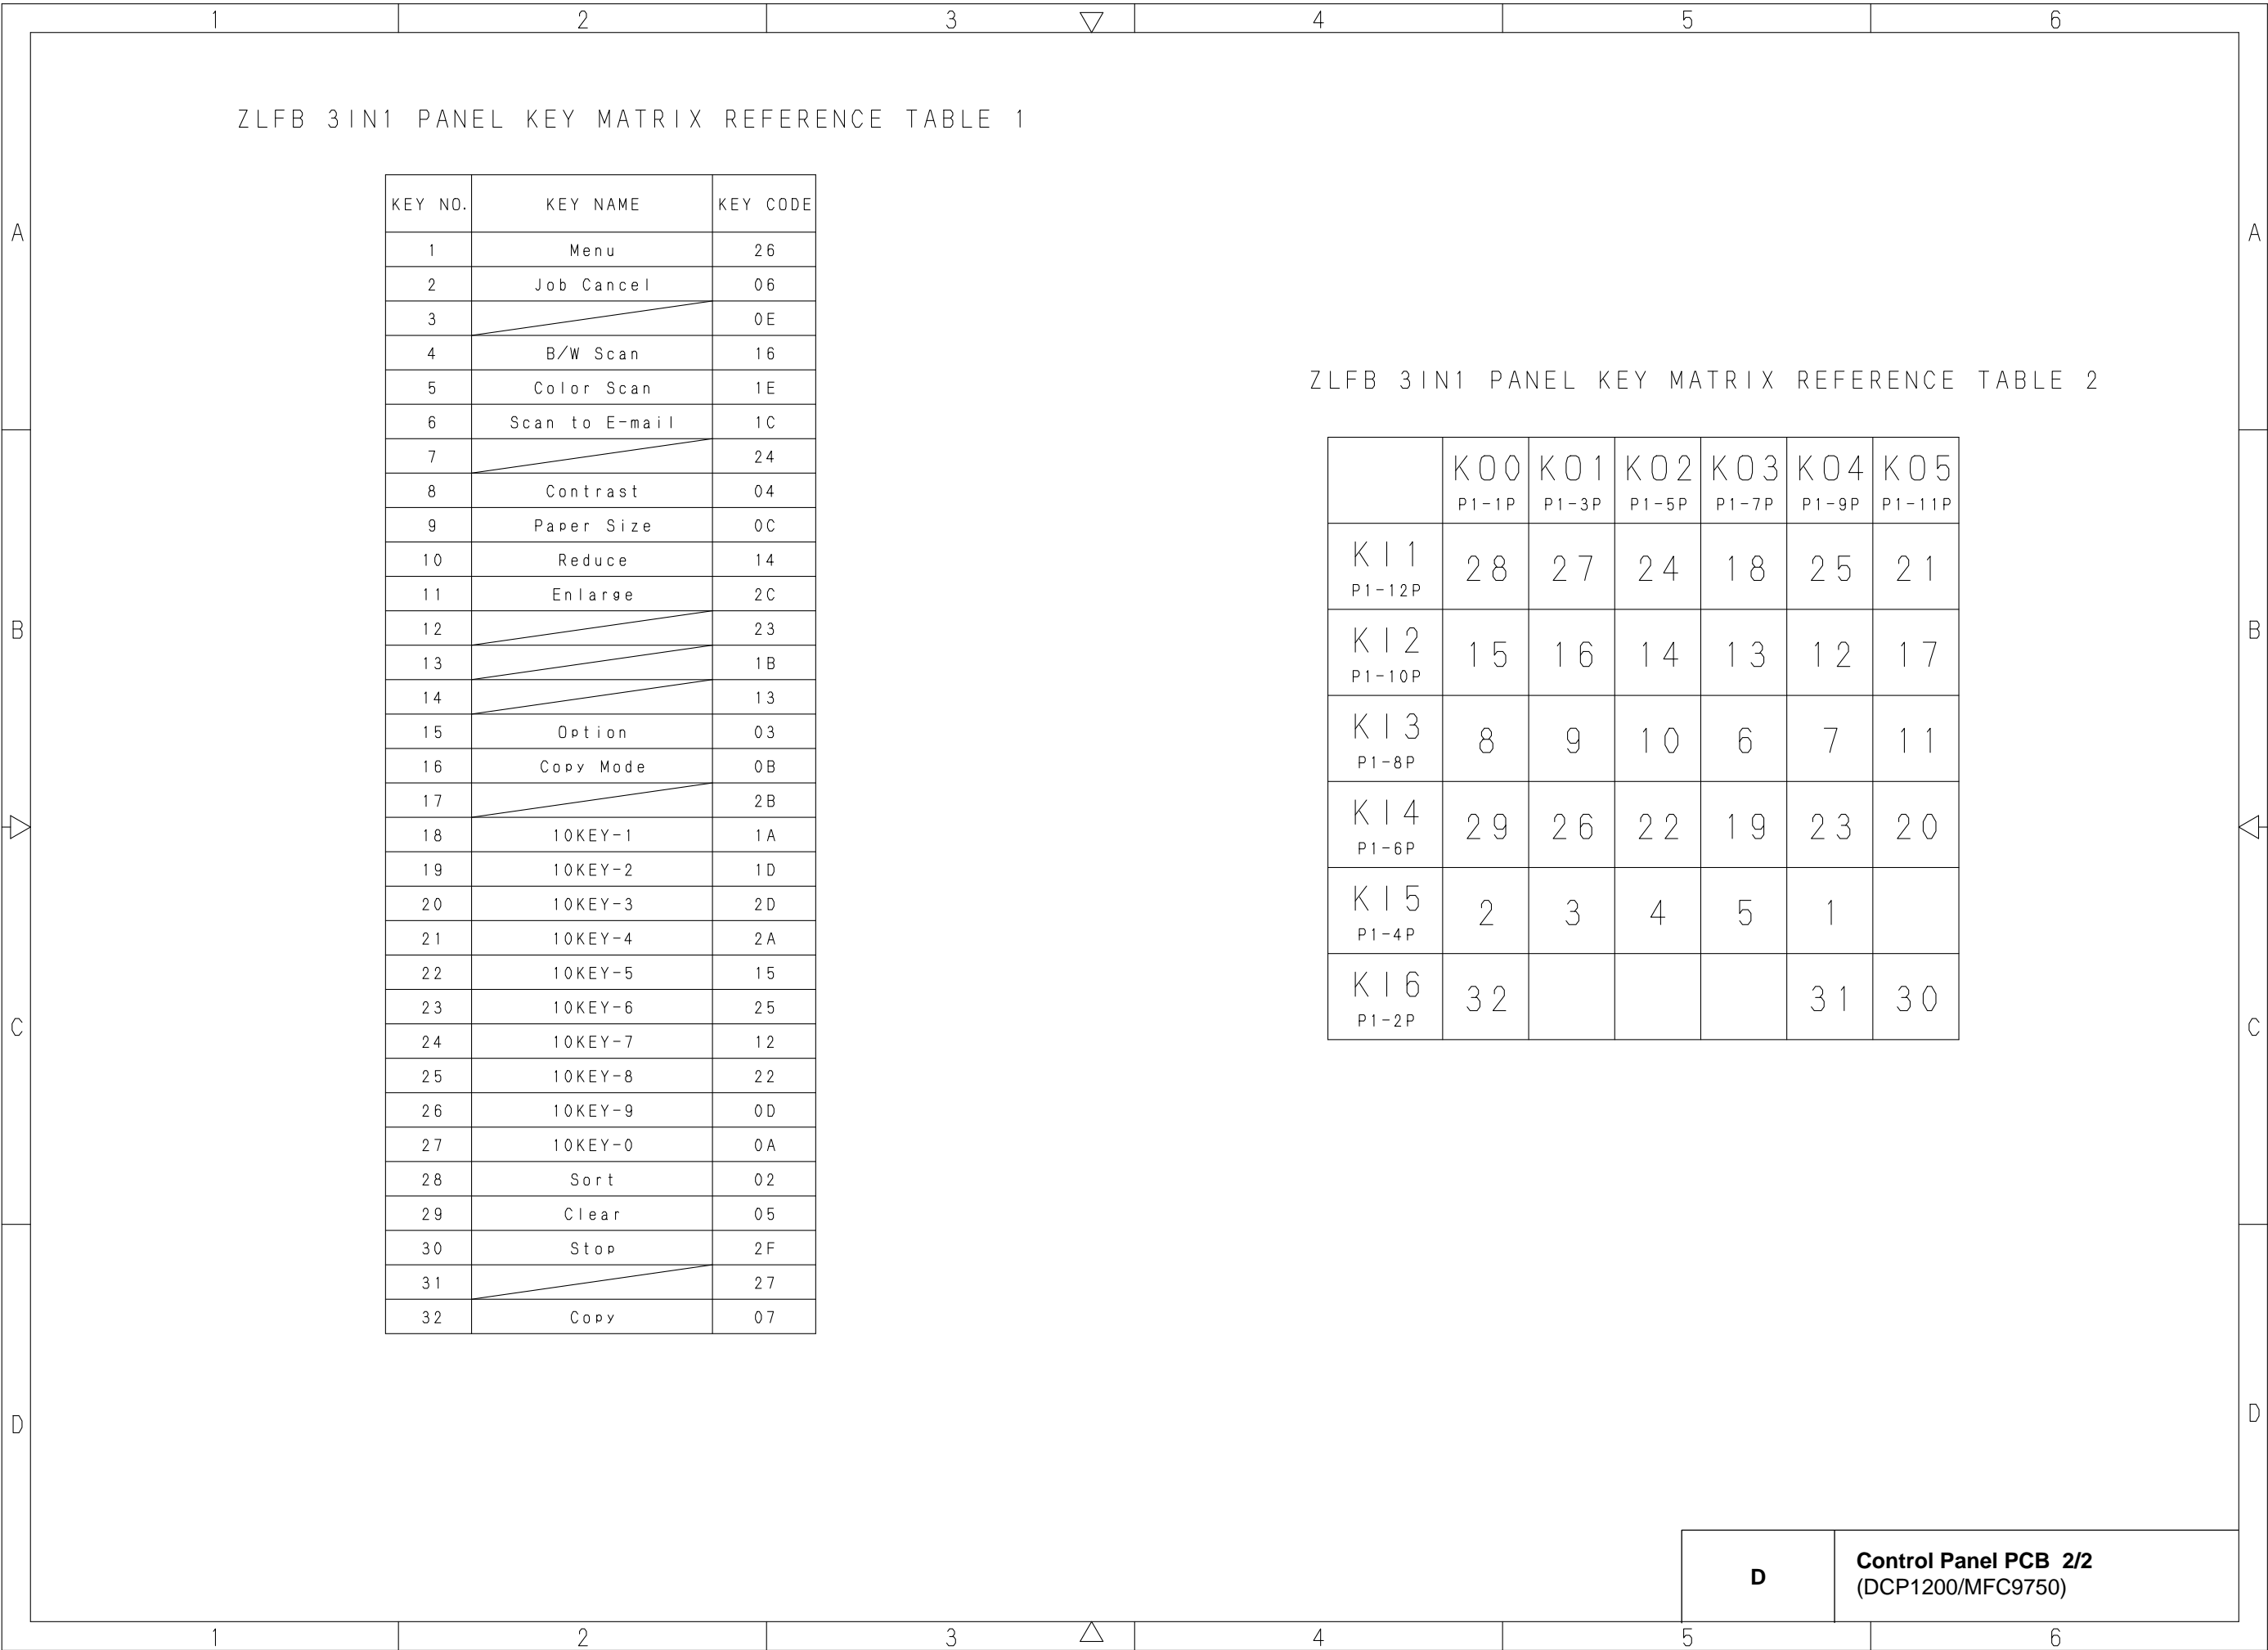 1 2 3 4 5 6
ZLFB 3IN1 PANEL KEY MATRIX REFERENCE TABLE 1
KEY NO. KEY NAME KEY CODE
1 Menu 26
2 Job Cancel 06
3 0E
4 B/W Scan 16
5 Color Scan 1E
6 Scan to E-mail 1C
7 24
8 Contrast 04
9 Paper Size 0C
10 Reduce 14
11 Enlarge 2C
12 23
13 1B
14 13
15 Option 03
16 Copy Mode 0B
17 2B
18 10KEY-1 1A
19 10KEY-2 1D
20 10KEY-3 2D
21 10KEY-4 2A
22 10KEY-5 15
23 10KEY-6 25
24 10KEY-7 12
25 10KEY-8 22
26 10KEY-9 0D
27 10KEY-0 0A
28 Sort 02
29 Clear 05
30 Stop 2F
31 27
32 Copy 07
ZLFB 3IN1 PANEL KEY MATRIX REFERENCE TABLE 2
KO0 KO1 KO2 KO3 KO4 KO5
P1-1P P1-3P P1-5P P1-7P P1-9P P1-11P
KI1 28 27 24 18 25 21
P1-12P
KI2 15 16 14 13 12 17
P1-10P
KI3 8 9 10 6 7 11
P1-8P
KI4 29 26 22 19 23 20
P1-6P
KI5 2 3 4 5 1
P1-4P
KI6 32 31 30
P1-2P
A A
B B
C C
D D
D
Control Panel PCB 2/2
(DCP1200/MFC9750)
1 2 3 4 5 6